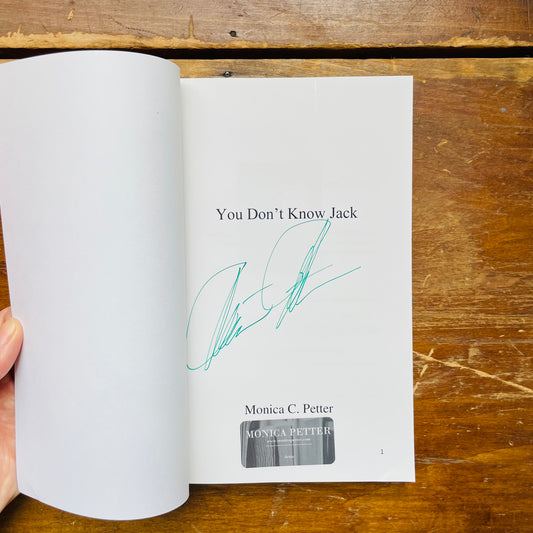 You Don't Know Jack
Monica C. Petter
MONICA PETTER
1